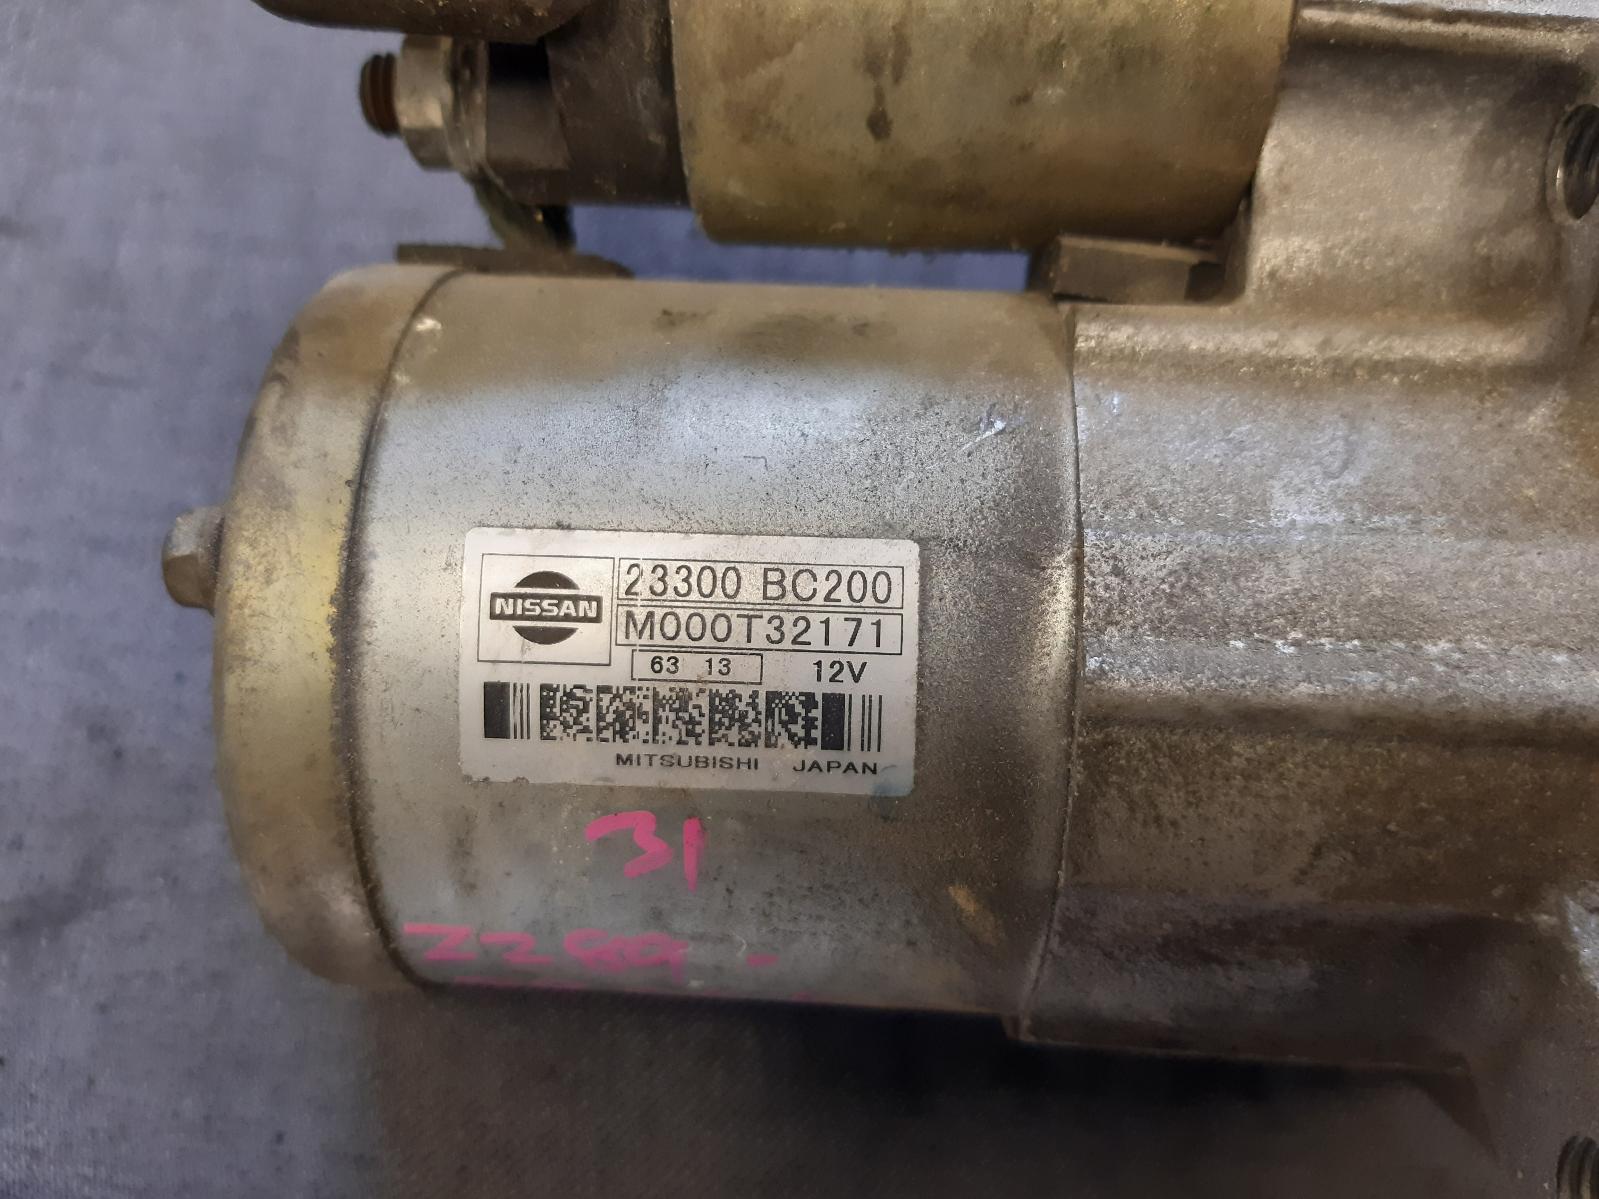 NISSAN
23300 BC200
M000T32171
63 13 12V
MITSUBISHI JAPAN
31